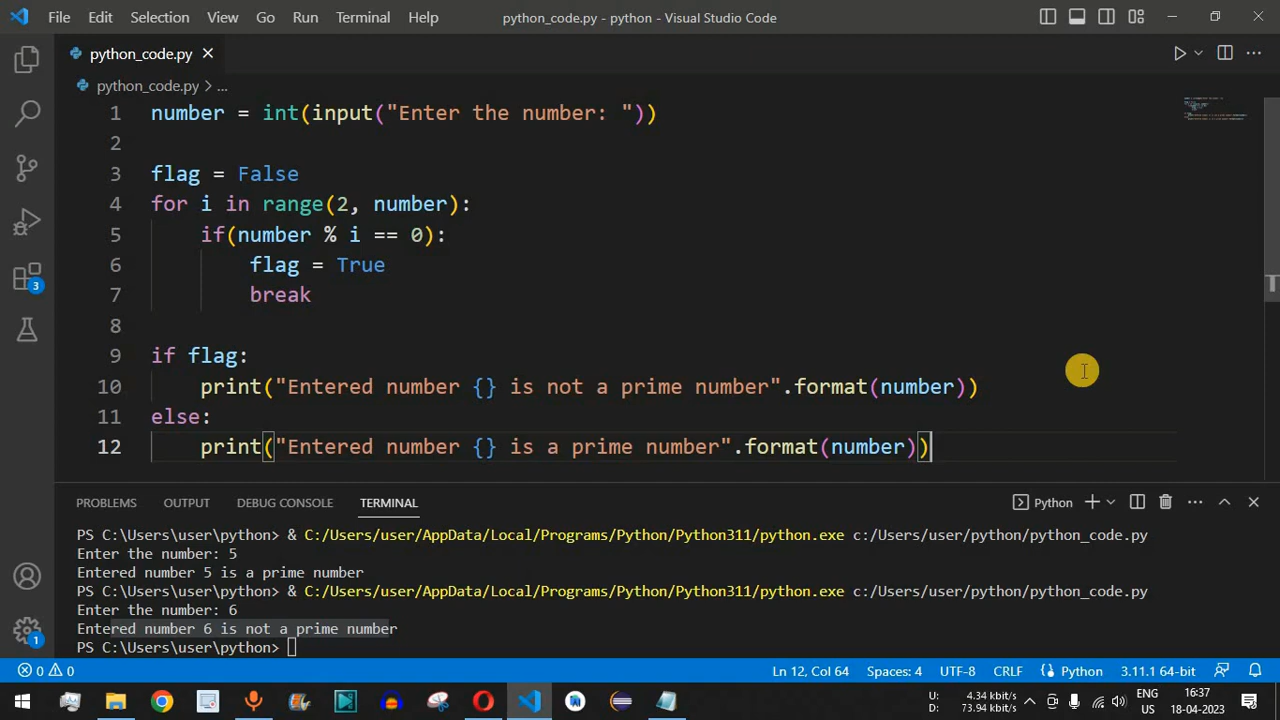 File Edit Selection View Go Run Terminal Help python_code.py - python - Visual Studio Code
python_code.py
python_code.py > ...
1 number = int(input("Enter the number: "))
2
3 flag = False
4 for i in range(2, number):
5 if(number % i == 0):
6 flag = True
7 break
8
9 if flag:
10 print("Entered number {} is not a prime number".format(number))
11 else:
12 print("Entered number {} is a prime number".format(number))
3
PROBLEMS OUTPUT DEBUG CONSOLE TERMINAL Python
PS C:\Users\user\python> & C:/Users/user/AppData/Local/Programs/Python/Python311/python.exe c:/Users/user/python/python_code.py
Enter the number: 5
Entered number 5 is a prime number
PS C:\Users\user\python> & C:/Users/user/AppData/Local/Programs/Python/Python311/python.exe c:/Users/user/python/python_code.py
Enter the number: 6
Entered number 6 is not a prime number
PS C:\Users\user\python>
1
0 0 Ln 12, Col 64 Spaces: 4 UTF-8 CRLF Python 3.11.1 64-bit
U: 4.34 kbit/s ENG 16:37
D: 73.94 kbit/s US 18-04-2023